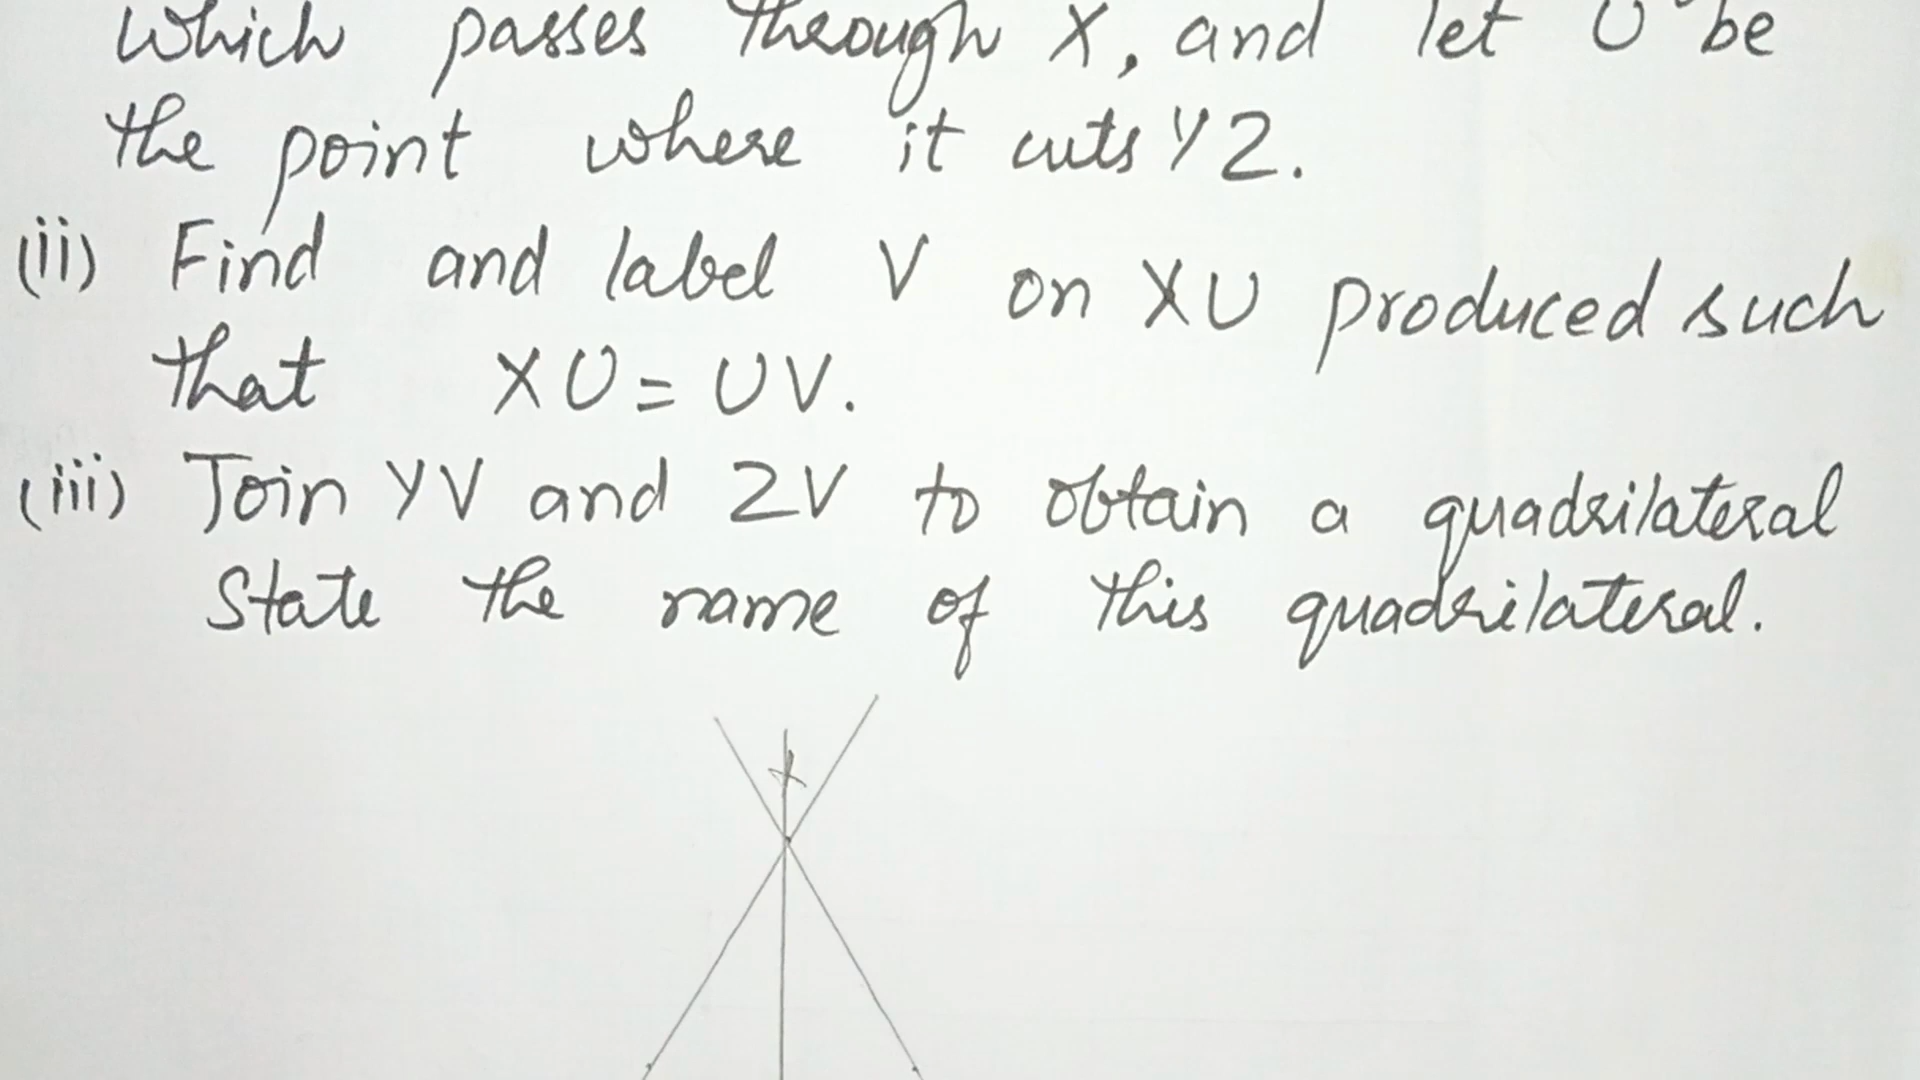 which passes through X, and let U be
the point where it cuts YZ.
(ii) Find and label V on XU produced such
that XU = UV.
(iii) Join YV and ZV to obtain a quadrilateral
State the name of this quadrilateral.